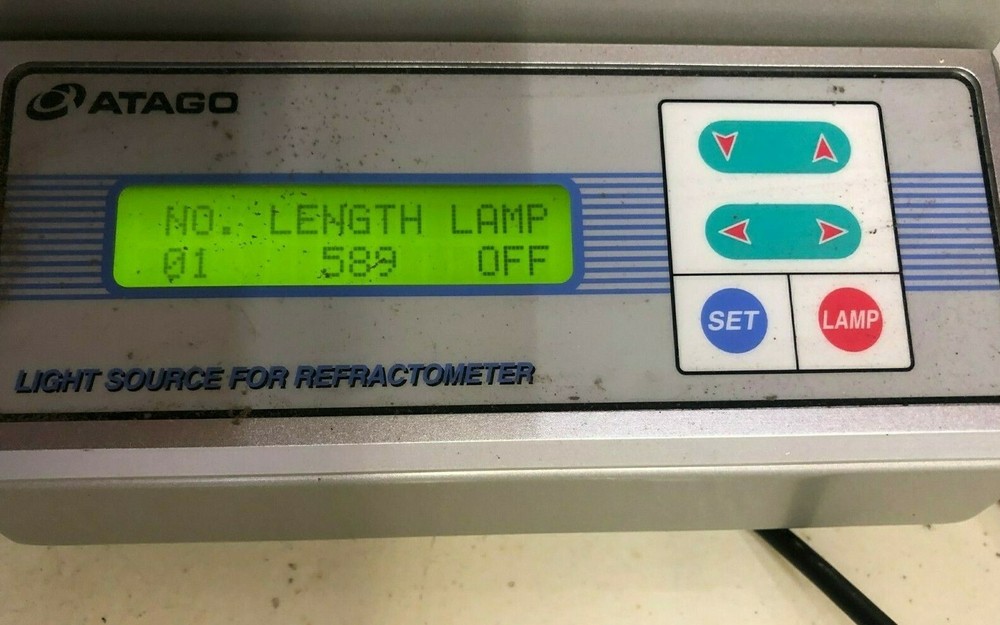 ATAGO
NO. LENGTH LAMP
01 589 OFF
SET
LAMP
LIGHT SOURCE FOR REFRACTOMETER